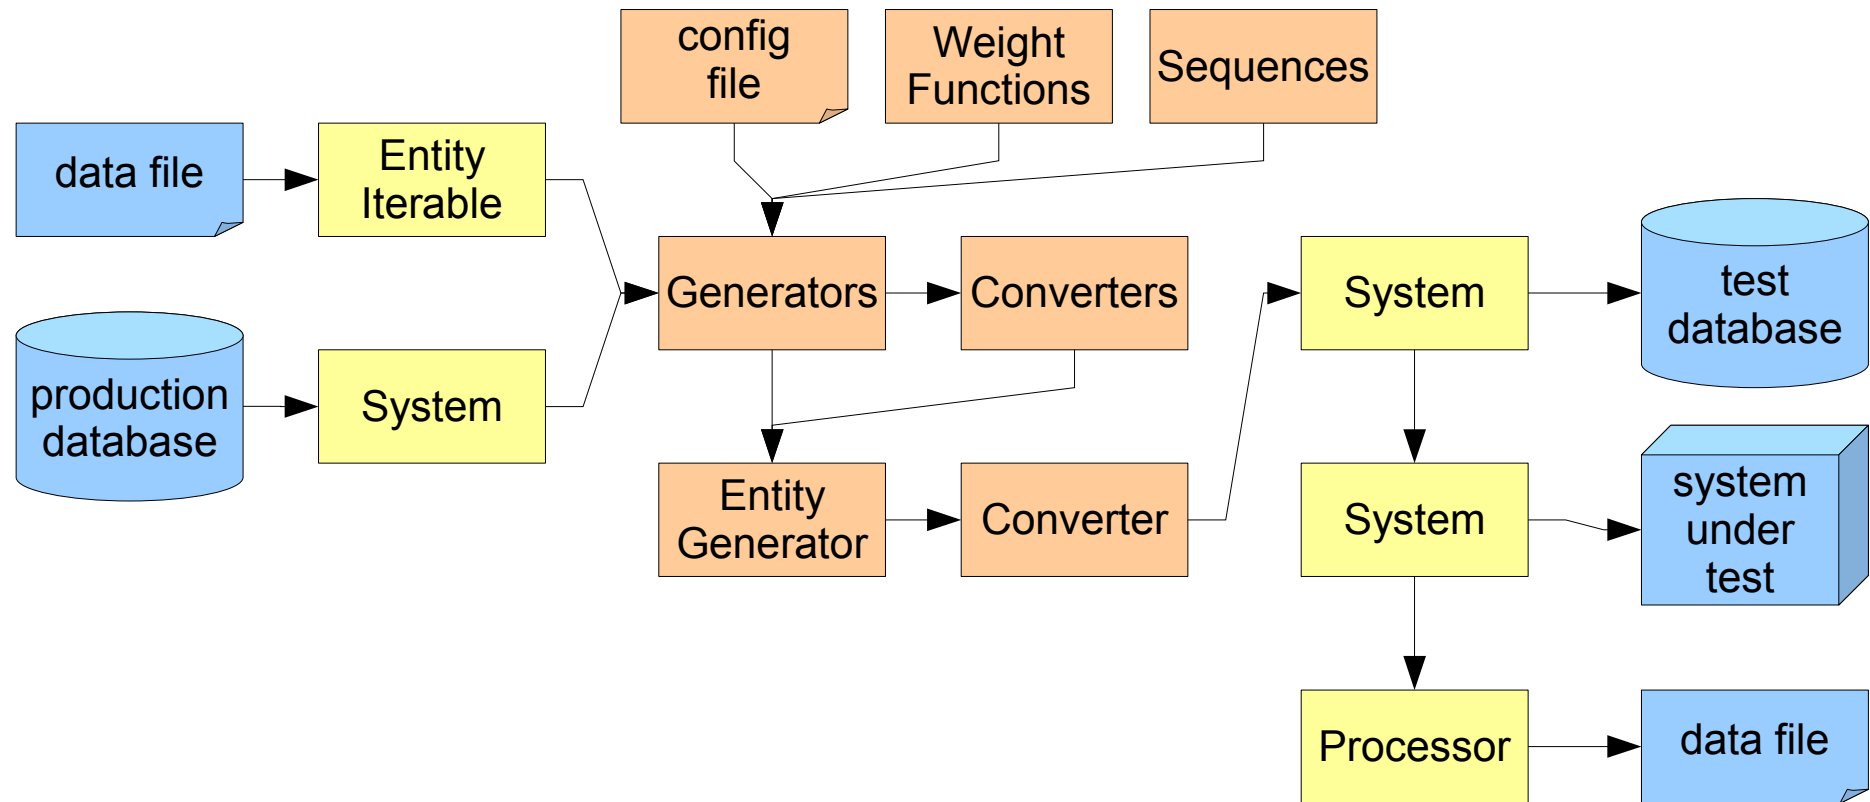 config
file
Weight
Functions
Sequences
data file
Entity
Iterable
Generators
Converters
System
test
database
production
database
System
Entity
Generator
Converter
System
system
under
test
Processor
data file